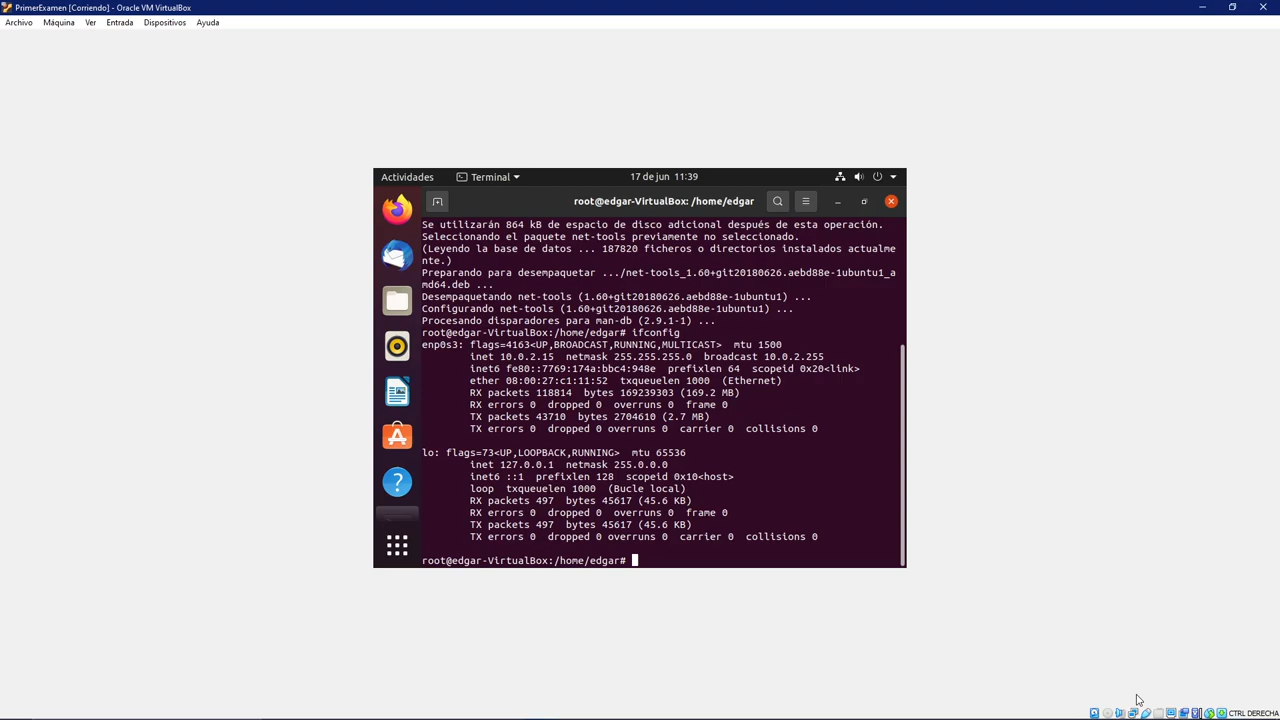 PrimerExamen [Corriendo] - Oracle VM VirtualBox
Archivo Máquina Ver Entrada Dispositivos Ayuda
Actividades Terminal 17 de jun 11:39
root@edgar-VirtualBox: /home/edgar
Se utilizarán 864 kB de espacio de disco adicional después de esta operación.
Seleccionando el paquete net-tools previamente no seleccionado.
(Leyendo la base de datos ... 187820 ficheros o directorios instalados actualme
nte.)
Preparando para desempaquetar .../net-tools_1.60+git20180626.aebd88e-1ubuntu1_a
md64.deb ...
Desempaquetando net-tools (1.60+git20180626.aebd88e-1ubuntu1) ...
Configurando net-tools (1.60+git20180626.aebd88e-1ubuntu1) ...
Procesando disparadores para man-db (2.9.1-1) ...
root@edgar-VirtualBox:/home/edgar# ifconfig
enp0s3: flags=4163<UP,BROADCAST,RUNNING,MULTICAST>  mtu 1500
inet 10.0.2.15  netmask 255.255.255.0  broadcast 10.0.2.255
inet6 fe80::7769:174a:bbc4:948e  prefixlen 64  scopeid 0x20<link>
ether 08:00:27:c1:11:52  txqueuelen 1000  (Ethernet)
RX packets 118814  bytes 169239303 (169.2 MB)
RX errors 0  dropped 0  overruns 0  frame 0
TX packets 43710  bytes 2704610 (2.7 MB)
TX errors 0  dropped 0 overruns 0  carrier 0  collisions 0
lo: flags=73<UP,LOOPBACK,RUNNING>  mtu 65536
inet 127.0.0.1  netmask 255.0.0.0
inet6 ::1  prefixlen 128  scopeid 0x10<host>
loop  txqueuelen 1000  (Bucle local)
RX packets 497  bytes 45617 (45.6 KB)
RX errors 0  dropped 0  overruns 0  frame 0
TX packets 497  bytes 45617 (45.6 KB)
TX errors 0  dropped 0 overruns 0  carrier 0  collisions 0
root@edgar-VirtualBox:/home/edgar#
CTRL DERECHA